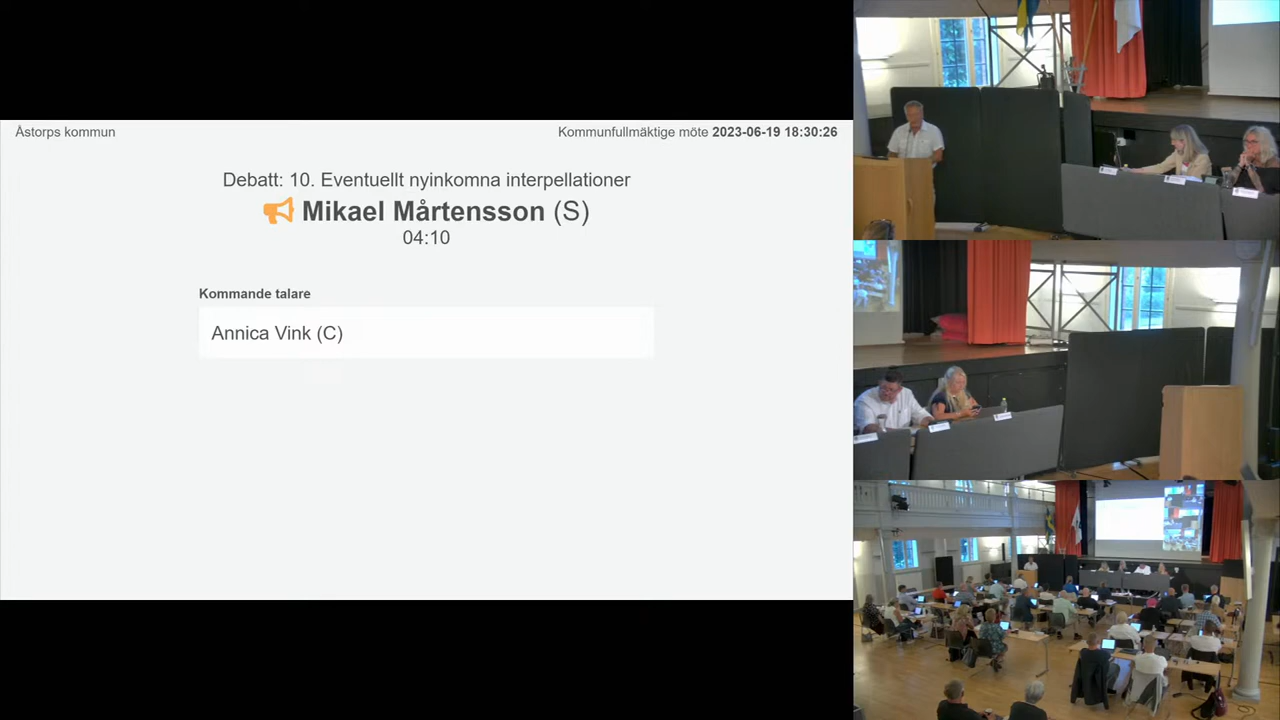 Åstorps kommun
Kommunfullmäktige möte 2023-06-19 18:30:26
Debatt: 10. Eventuellt nyinkomna interpellationer
Mikael Mårtensson (S)
04:10
Kommande talare
Annica Vink (C)